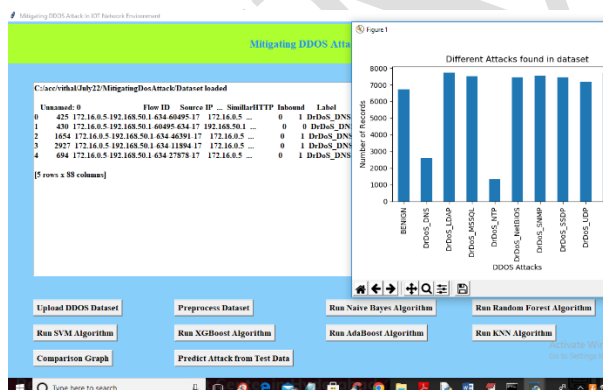 Mitigating DDOS Attack in IOT Network Environment
Figure 1
Mitigating DDOS Atta
Different Attacks found in dataset
C:/acc/vithal/July22/MitigatingDosAttack/Dataset loaded
Unnamed: 0 Flow ID Source IP ... SimillarHTTP Inbound Label
0 425 172.16.0.5-192.168.50.1-634-60495-17 172.16.0.5 ... 0 1 DrDoS_DNS
1 430 172.16.0.5-192.168.50.1-60495-634-17 192.168.50.1 ... 0 0 DrDoS_DNS
2 1654 172.16.0.5-192.168.50.1-634-46391-17 172.16.0.5 ... 0 1 DrDoS_DNS
3 2927 172.16.0.5-192.168.50.1-634-11894-17 172.16.0.5 ... 0 1 DrDoS_DNS
4 694 172.16.0.5-192.168.50.1-634-27878-17 172.16.0.5 ... 0 1 DrDoS_DNS
[5 rows x 88 columns]
Number of Records
8000
7000
6000
5000
4000
3000
2000
1000
0
BENIGN
DrDoS_DNS
DrDoS_LDAP
DrDoS_MSSQL
DrDoS_NTP
DrDoS_NetBIOS
DrDoS_SNMP
DrDoS_SSDP
DrDoS_UDP
DDOS Attacks
Upload DDOS Dataset
Preprocess Dataset
Run Naive Bayes Algorithm
Run Random Forest Algorithm
Run SVM Algorithm
Run XGBoost Algorithm
Run AdaBoost Algorithm
Run KNN Algorithm
Activate Win
Go to Settings t
Comparison Graph
Predict Attack from Test Data
Type here to search